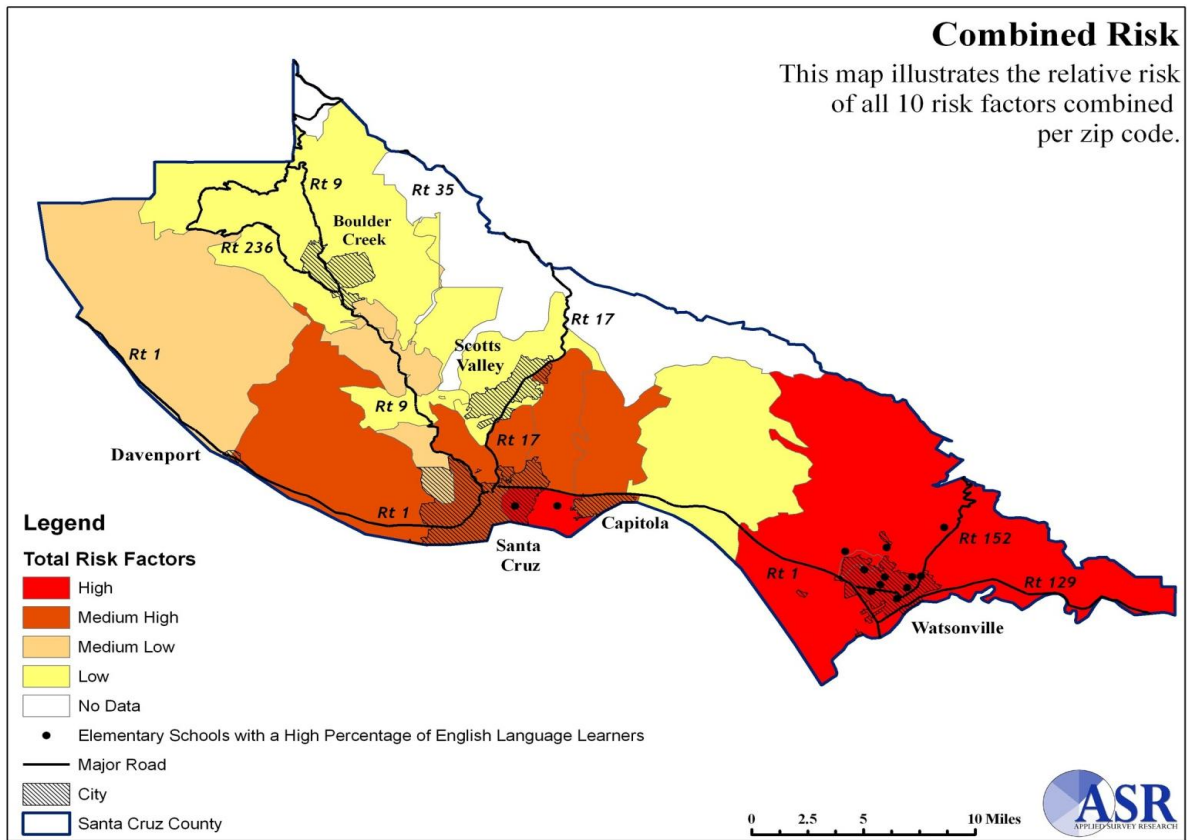 Combined Risk
This map illustrates the relative risk
of all 10 risk factors combined
per zip code.
Rt 9
Rt 35
Boulder
Creek
Rt 236
Rt 17
Rt 1
Scotts
Valley
Rt 9
Rt 17
Davenport
Rt 1
Capitola
Santa
Cruz
Rt 152
Rt 1
Rt 129
Watsonville
Legend
Total Risk Factors
High
Medium High
Medium Low
Low
No Data
Elementary Schools with a High Percentage of English Language Learners
Major Road
City
Santa Cruz County
0 2.5 5 10 Miles
ASR
APPLIED SURVEY RESEARCH